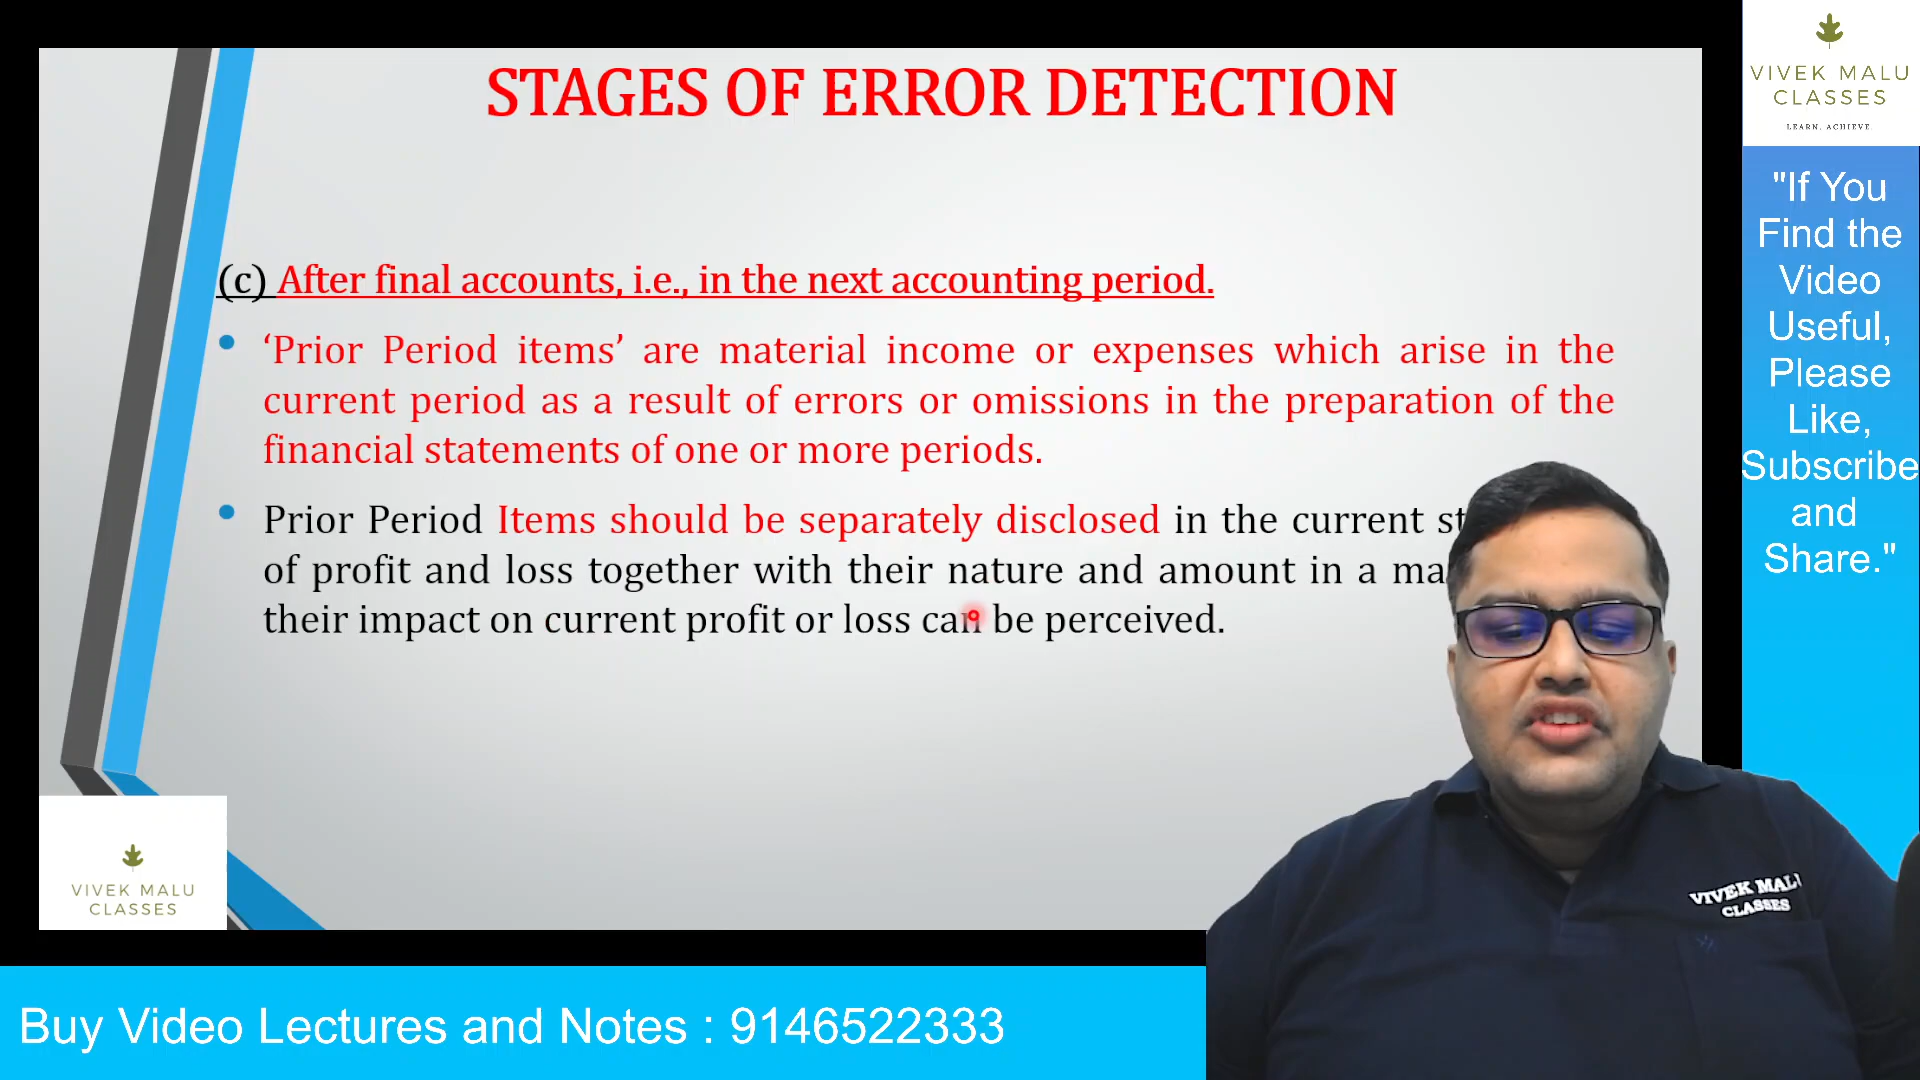 STAGES OF ERROR DETECTION
(c) After final accounts, i.e., in the next accounting period.
‘Prior Period items’ are material income or expenses which arise in the
current period as a result of errors or omissions in the preparation of the
financial statements of one or more periods.
Prior Period Items should be separately disclosed in the current
of profit and loss together with their nature and amount in a
their impact on current profit or loss can be perceived.
VIVEK MALU
CLASSES
LEARN. ACHIEVE.
"If You
Find the
Video
Useful,
Please
Like,
Subscribe
and
Share."
VIVEK MALU
CLASSES
VIVEK MALU
CLASSES
Buy Video Lectures and Notes : 9146522333